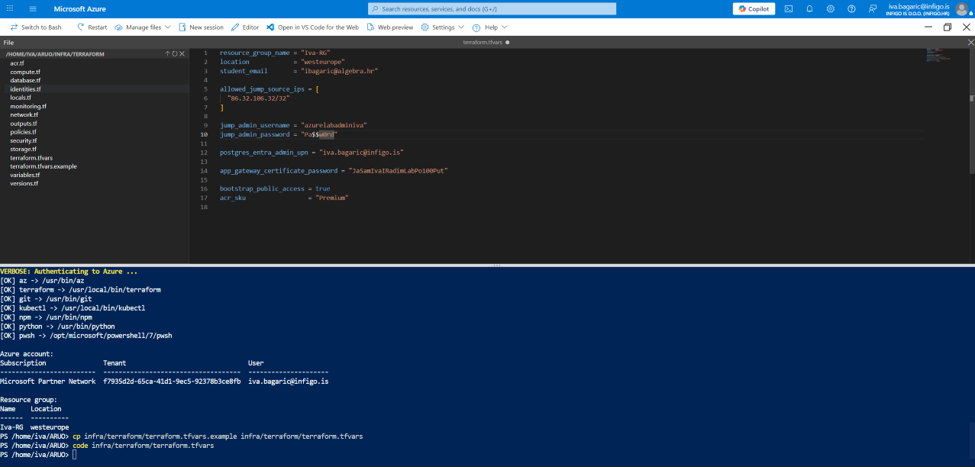 Microsoft Azure
Search resources, services, and docs (G+/)
Copilot
iva.bagaric@infigo.is
INFIGO IS D.O.O. (INFIGO.HR)
Switch to Bash
Restart
Manage files
New session
Editor
Open in VS Code for the Web
Web preview
Settings
Help
File
terraform.tfvars
/HOME/IVA/ARUO/INFRA/TERRAFORM
acr.tf
compute.tf
database.tf
identities.tf
locals.tf
monitoring.tf
network.tf
outputs.tf
policies.tf
security.tf
storage.tf
terraform.tfvars
terraform.tfvars.example
variables.tf
versions.tf
1 resource_group_name = "Iva-RG"
2 location = "westeurope"
3 student_email = "ibagaric@algebra.hr"
4
5 allowed_jump_source_ips = [
6 "86.32.106.32/32"
7 ]
8
9 jump_admin_username = "azurelabadminiva"
10 jump_admin_password = "Pa$$w0rd"
11
12 postgres_entra_admin_upn = "iva.bagaric@infigo.is"
13
14 app_gateway_certificate_password = "JaSamIvaIRadimLabPo100Put"
15
16 bootstrap_public_access = true
17 acr_sku = "Premium"
18
VERBOSE: Authenticating to Azure ...
[OK] az -> /usr/bin/az
[OK] terraform -> /usr/local/bin/terraform
[OK] git -> /usr/bin/git
[OK] kubectl -> /usr/local/bin/kubectl
[OK] npm -> /usr/bin/npm
[OK] python -> /usr/bin/python
[OK] pwsh -> /opt/microsoft/powershell/7/pwsh
Azure account:
Subscription Tenant User
------------------------ ------------------------------------ --------------------
Microsoft Partner Network f7935d2d-65ca-41d1-9ec5-92378b3ce8fb iva.bagaric@infigo.is
Resource group:
Name Location
------ ----------
Iva-RG westeurope
PS /home/iva/ARUO> cp infra/terraform/terraform.tfvars.example infra/terraform/terraform.tfvars
PS /home/iva/ARUO> code infra/terraform/terraform.tfvars
PS /home/iva/ARUO>